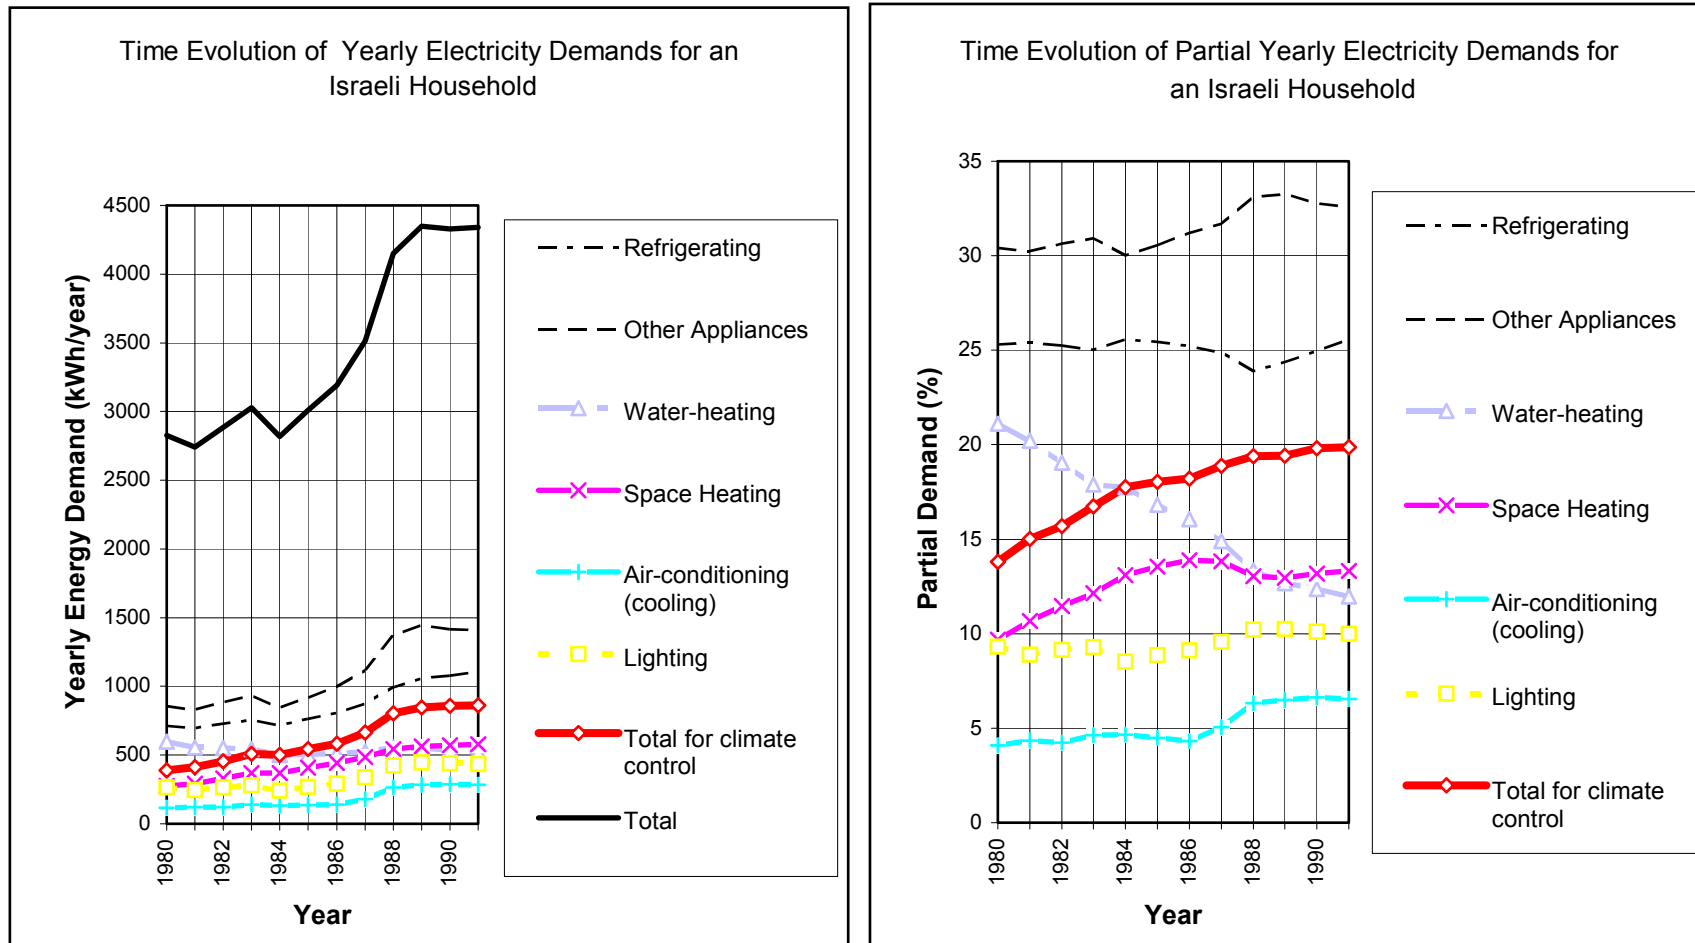 Time Evolution of Yearly Electricity Demands for an
Israeli Household
Yearly Energy Demand (kWh/year)
4500
4000
3500
3000
2500
2000
1500
1000
500
0
1980
1982
1984
1986
1988
1990
Year
Refrigerating
Other Appliances
Water-heating
Space Heating
Air-conditioning
(cooling)
Lighting
Total for climate
control
Total
Time Evolution of Partial Yearly Electricity Demands for
an Israeli Household
Partial Demand (%)
35
30
25
20
15
10
5
0
1980
1982
1984
1986
1988
1990
Year
Refrigerating
Other Appliances
Water-heating
Space Heating
Air-conditioning
(cooling)
Lighting
Total for climate
control